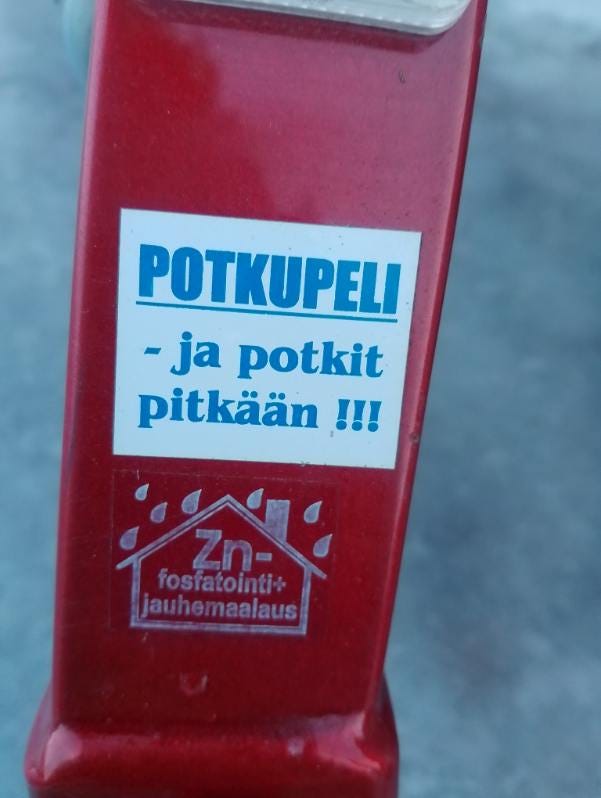 POTKUPELI
- ja potkit
pitkään !!!
Zn-
fosfatointi+
jauhemaalaus